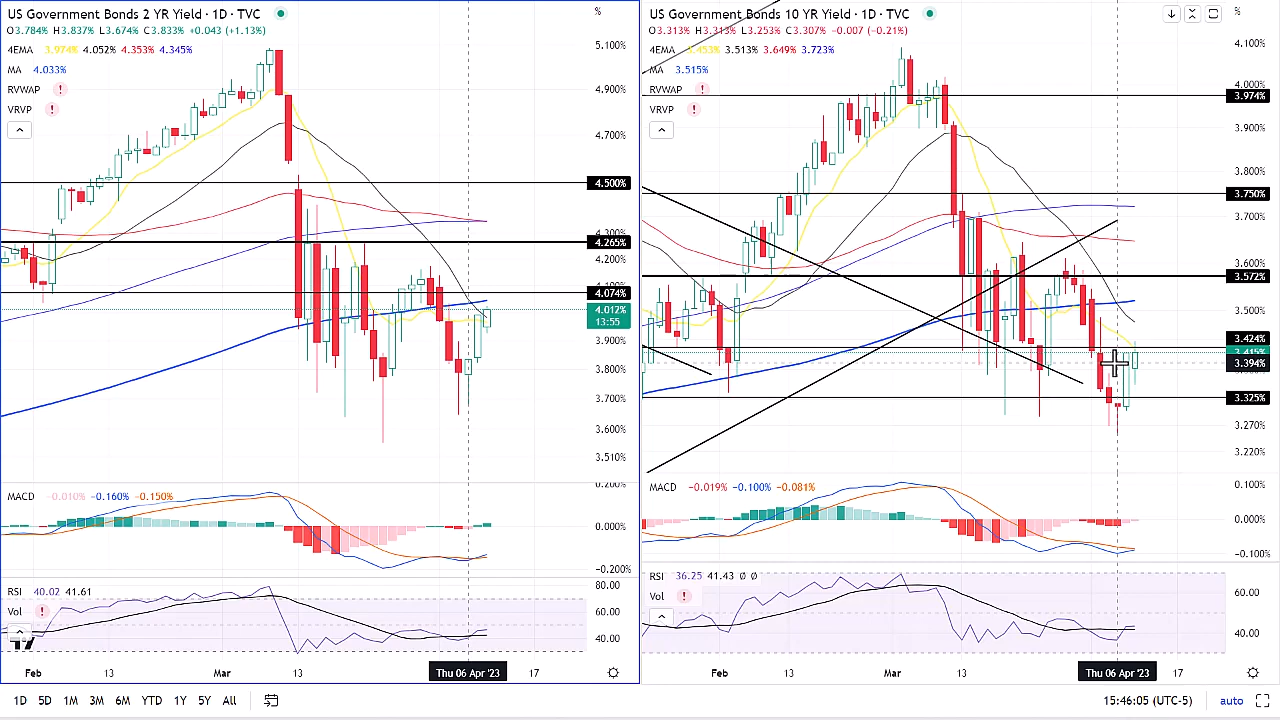 US Government Bonds 2 YR Yield · 1D · TVC
O3.784% H3.837% L3.674% C3.833% +0.043 (+1.13%)
4EMA 3.974% 4.052% 4.353% 4.345%
MA 4.033%
RVWAP !
VRVP !
%
5.100%
4.900%
4.700%
4.500%
4.300%
4.265%
4.200%
4.074%
4.012%
13:55
3.900%
3.800%
3.700%
3.600%
3.510%
MACD -0.010% -0.160% -0.150%
0.200%
0.000%
-0.200%
RSI 40.02 41.61
Vol !
80.00
60.00
40.00
Feb 13 Mar 13 Thu 06 Apr '23 17
US Government Bonds 10 YR Yield · 1D · TVC
O3.313% H3.313% L3.253% C3.307% -0.007 (-0.21%)
4EMA 3.453% 3.513% 3.649% 3.723%
MA 3.515%
RVWAP !
VRVP !
%
4.100%
4.000%
3.974%
3.900%
3.800%
3.750%
3.700%
3.600%
3.572%
3.500%
3.424%
3.415%
3.394%
3.325%
3.270%
3.220%
MACD -0.019% -0.100% -0.081%
0.100%
0.000%
-0.100%
RSI 36.25 41.43 Ø Ø
Vol !
60.00
40.00
Feb 13 Mar 13 Thu 06 Apr '23 17
1D 5D 1M 3M 6M YTD 1Y 5Y All
15:46:05 (UTC-5) auto